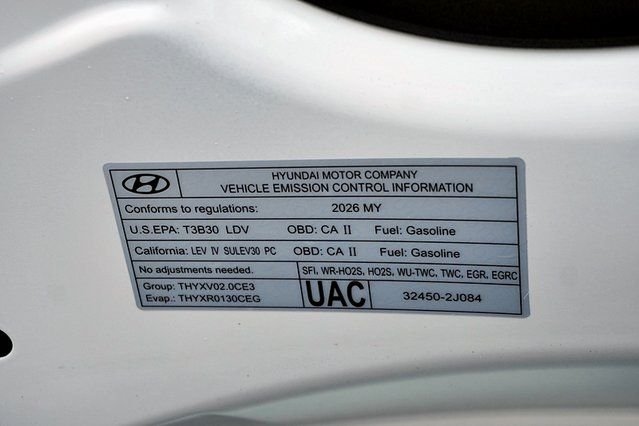 HYUNDAI MOTOR COMPANY
VEHICLE EMISSION CONTROL INFORMATION
Conforms to regulations: 2026 MY
U.S.EPA: T3B30 LDV OBD: CA II Fuel: Gasoline
California: LEV IV SULEV30 PC OBD: CA II Fuel: Gasoline
No adjustments needed. SFI, WR-HO2S, HO2S, WU-TWC, TWC, EGR, EGRC
Group: THYXV02.0CE3
Evap.: THYXR0130CEG
UAC 32450-2J084